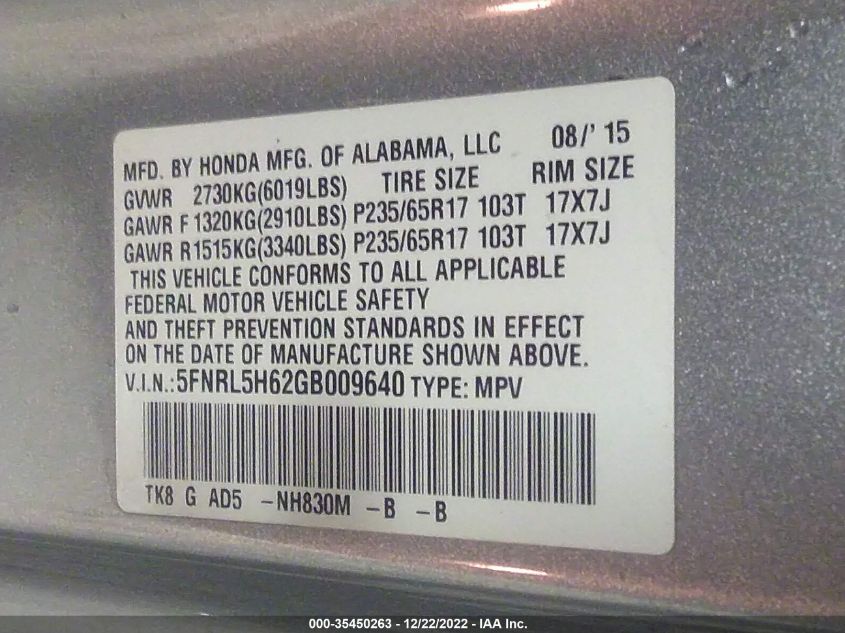 MFD. BY HONDA MFG. OF ALABAMA, LLC 08/' 15
GVWR 2730KG(6019LBS) TIRE SIZE RIM SIZE
GAWR F 1320KG(2910LBS) P235/65R17 103T 17X7J
GAWR R1515KG(3340LBS) P235/65R17 103T 17X7J
THIS VEHICLE CONFORMS TO ALL APPLICABLE
FEDERAL MOTOR VEHICLE SAFETY
AND THEFT PREVENTION STANDARDS IN EFFECT
ON THE DATE OF MANUFACTURE SHOWN ABOVE.
V.I.N.:5FNRL5H62GB009640 TYPE: MPV
TK8 G AD5 -NH830M -B -B
000-35450263 - 12/22/2022 - IAA Inc.